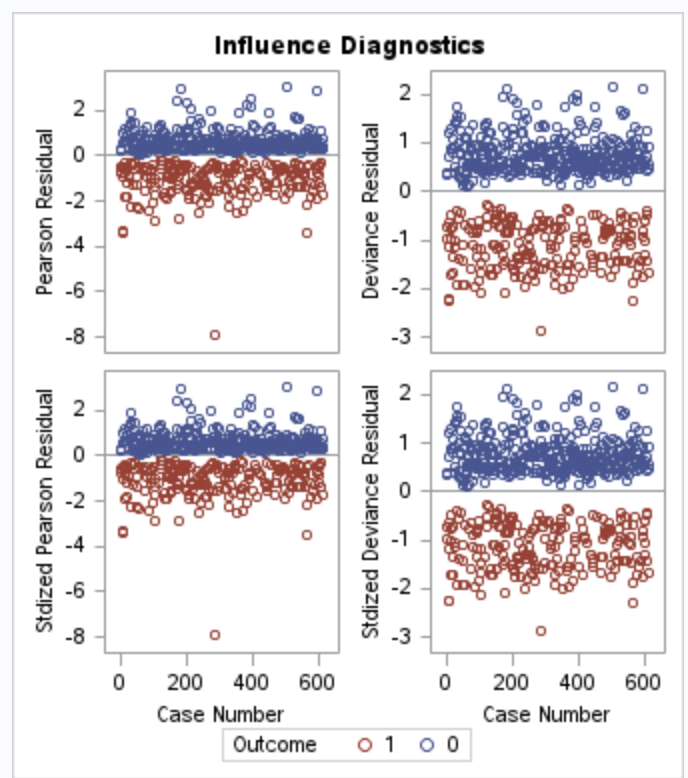 Influence Diagnostics
Pearson Residual
2
0
-2
-4
-6
-8
Deviance Residual
2
1
0
-1
-2
-3
Stdized Pearson Residual
2
0
-2
-4
-6
-8
0 200 400 600
Case Number
Stdized Deviance Residual
2
1
0
-1
-2
-3
0 200 400 600
Case Number
Outcome 1 0